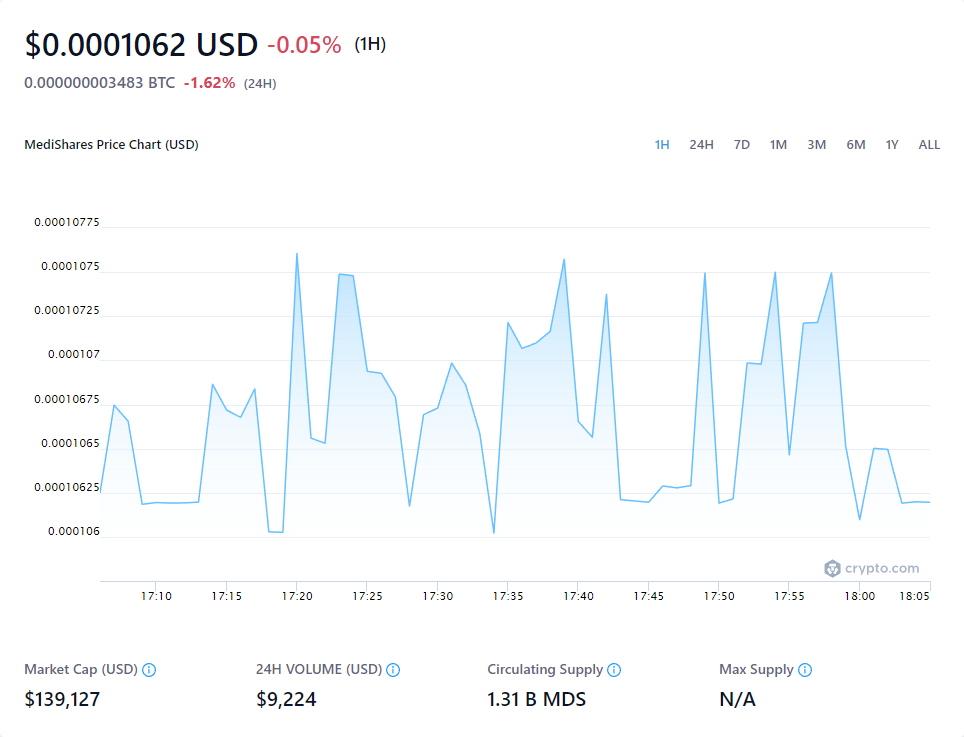 $0.0001062 USD -0.05% (1H)
0.000000003483 BTC -1.62% (24H)
MediShares Price Chart (USD) 1H 24H 7D 1M 3M 6M 1Y ALL
0.00010775
0.0001075
0.00010725
0.000107
0.00010675
0.0001065
0.00010625
0.000106
crypto.com
17:10 17:15 17:20 17:25 17:30 17:35 17:40 17:45 17:50 17:55 18:00 18:05
Market Cap (USD) 24H VOLUME (USD) Circulating Supply Max Supply
$139,127 $9,224 1.31 B MDS N/A